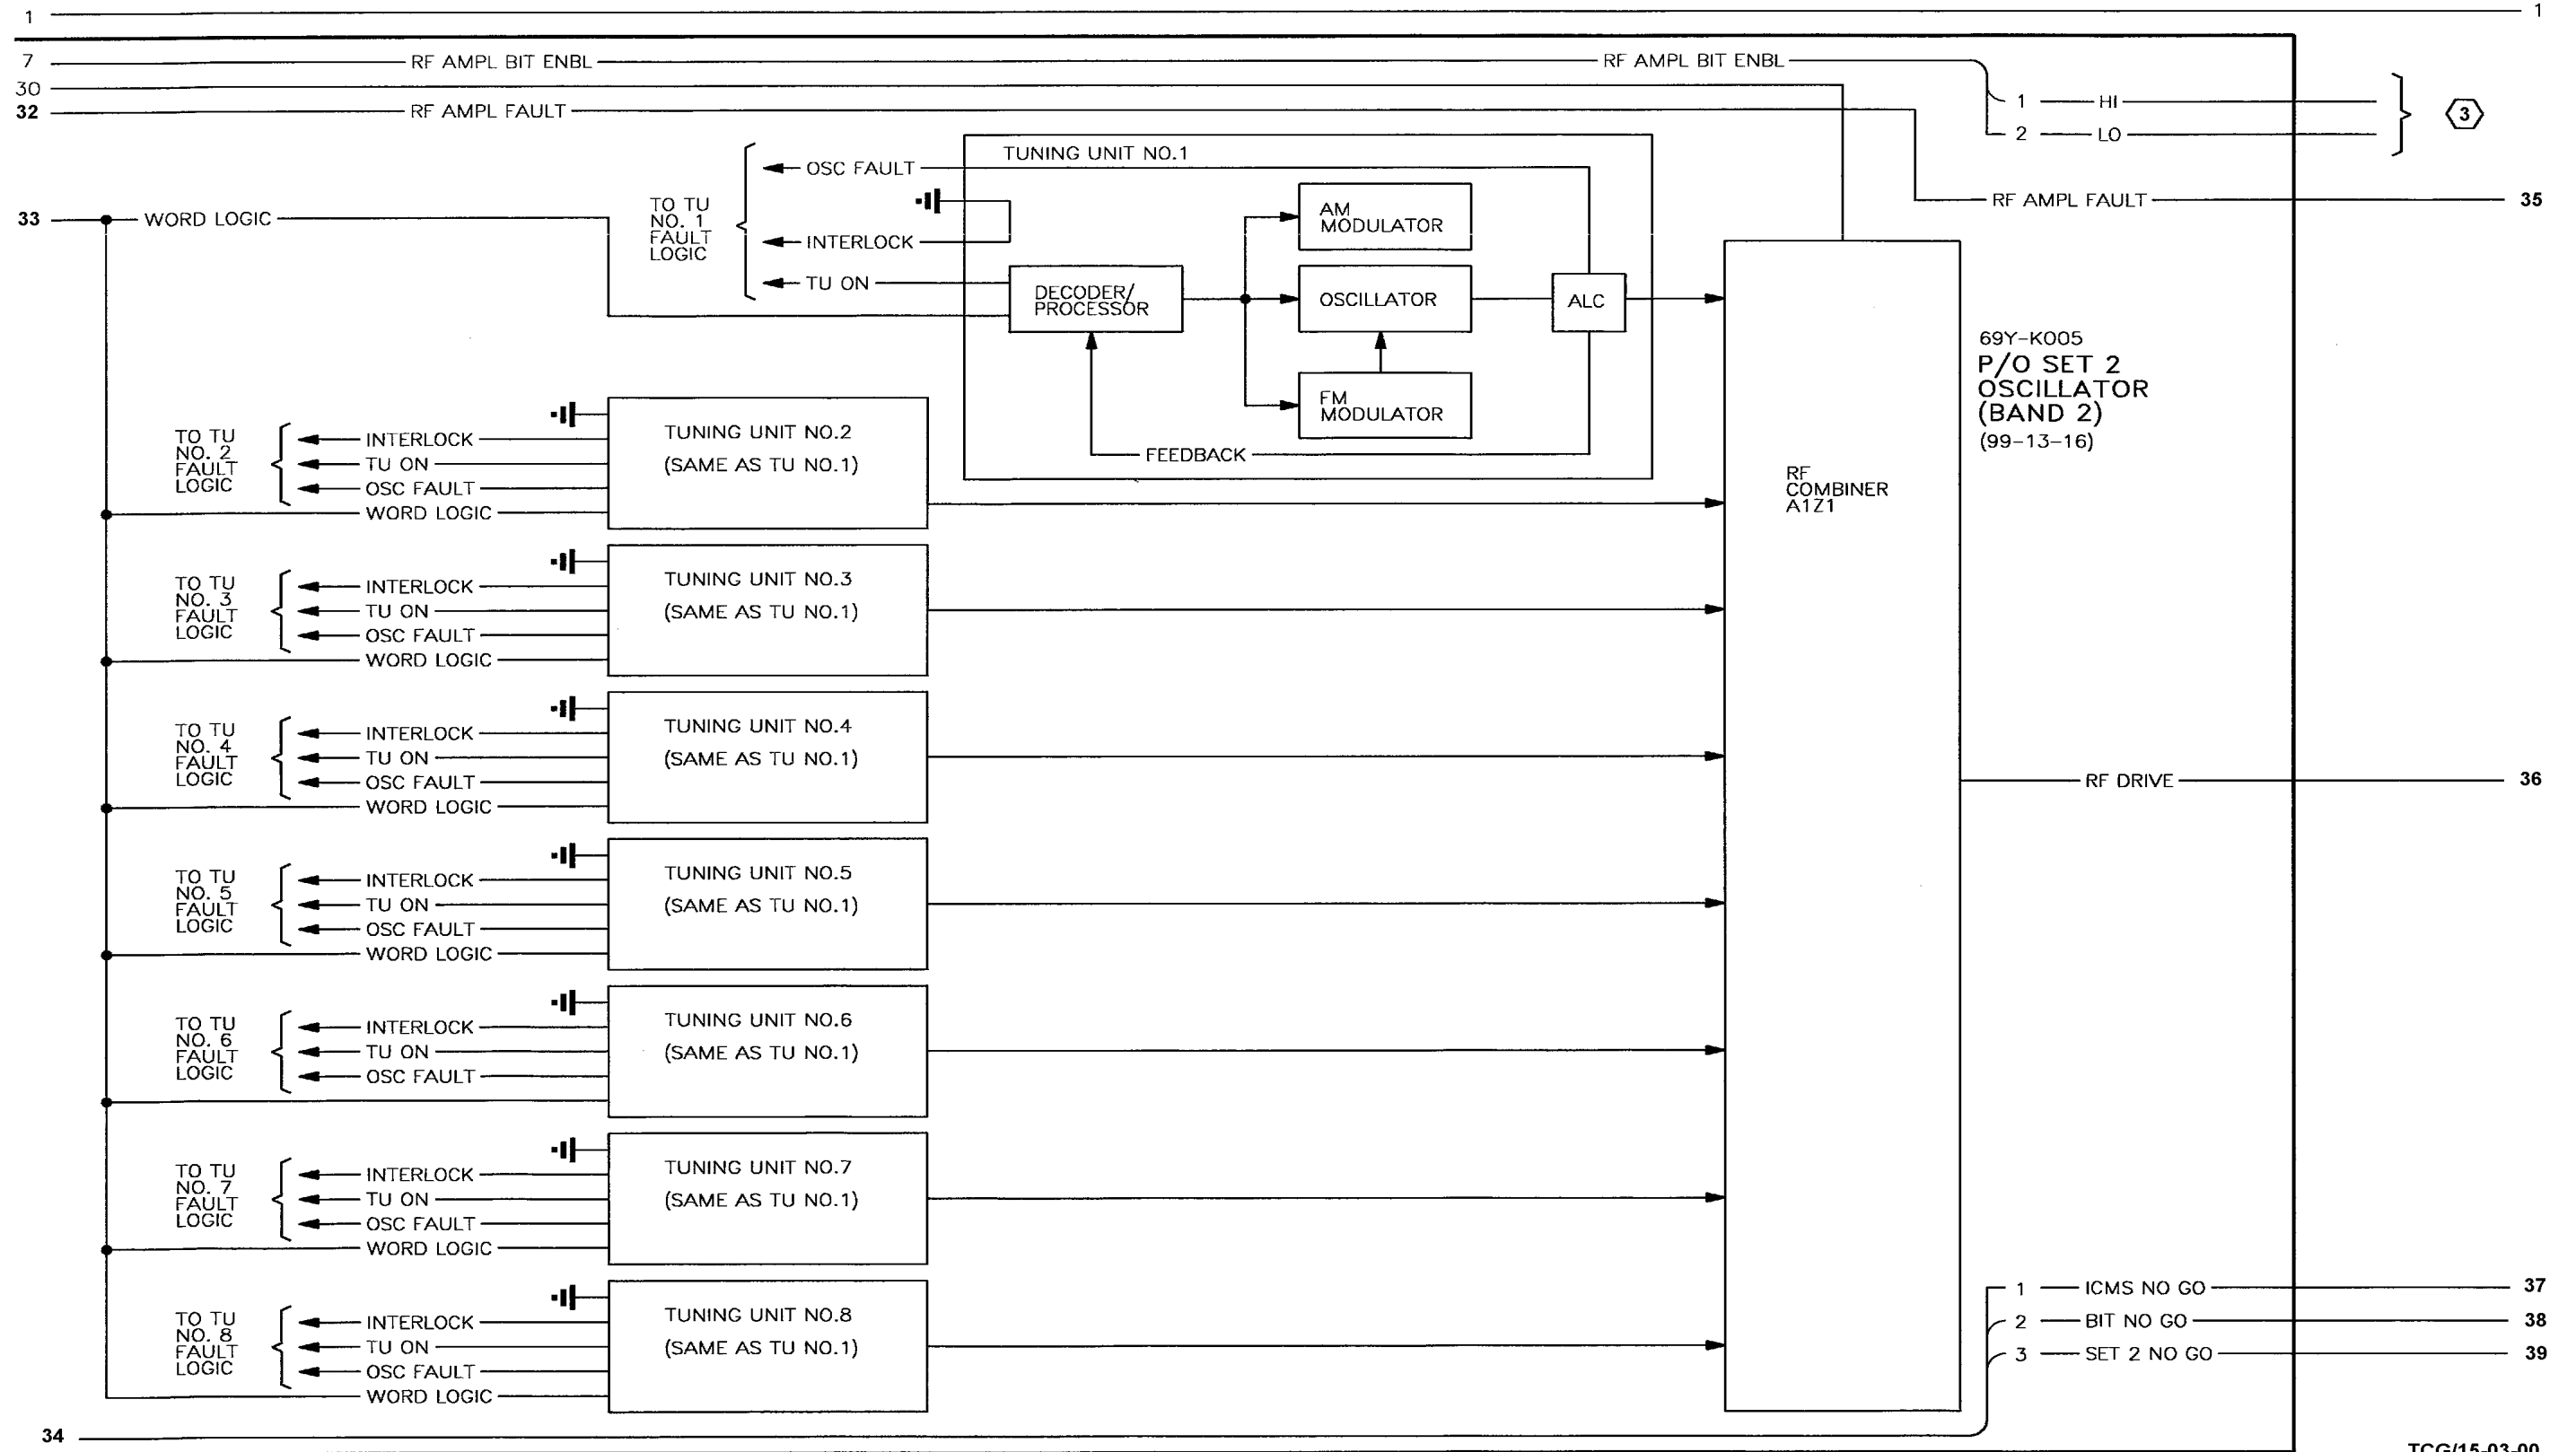 1 1
7 RF AMPL BIT ENBL RF AMPL BIT ENBL
30
32 RF AMPL FAULT
1 HI
2 LO
3
TUNING UNIT NO.1
OSC FAULT
INTERLOCK
TU ON
TO TU
NO. 1
FAULT
LOGIC
33 WORD LOGIC
RF AMPL FAULT 35
AM
MODULATOR
DECODER/
PROCESSOR
OSCILLATOR
ALC
FM
MODULATOR
FEEDBACK
69Y-K005
P/O SET 2
OSCILLATOR
(BAND 2)
(99-13-16)
RF
COMBINER
A1Z1
TO TU
NO. 2
FAULT
LOGIC
INTERLOCK
TU ON
OSC FAULT
WORD LOGIC
TUNING UNIT NO.2
(SAME AS TU NO.1)
TO TU
NO. 3
FAULT
LOGIC
INTERLOCK
TU ON
OSC FAULT
WORD LOGIC
TUNING UNIT NO.3
(SAME AS TU NO.1)
TO TU
NO. 4
FAULT
LOGIC
INTERLOCK
TU ON
OSC FAULT
WORD LOGIC
TUNING UNIT NO.4
(SAME AS TU NO.1)
RF DRIVE 36
TO TU
NO. 5
FAULT
LOGIC
INTERLOCK
TU ON
OSC FAULT
WORD LOGIC
TUNING UNIT NO.5
(SAME AS TU NO.1)
TO TU
NO. 6
FAULT
LOGIC
INTERLOCK
TU ON
OSC FAULT
TUNING UNIT NO.6
(SAME AS TU NO.1)
TO TU
NO. 7
FAULT
LOGIC
INTERLOCK
TU ON
OSC FAULT
WORD LOGIC
TUNING UNIT NO.7
(SAME AS TU NO.1)
TO TU
NO. 8
FAULT
LOGIC
INTERLOCK
TU ON
OSC FAULT
WORD LOGIC
TUNING UNIT NO.8
(SAME AS TU NO.1)
1 ICMS NO GO 37
2 BIT NO GO 38
3 SET 2 NO GO 39
34
TCG/15-03-00